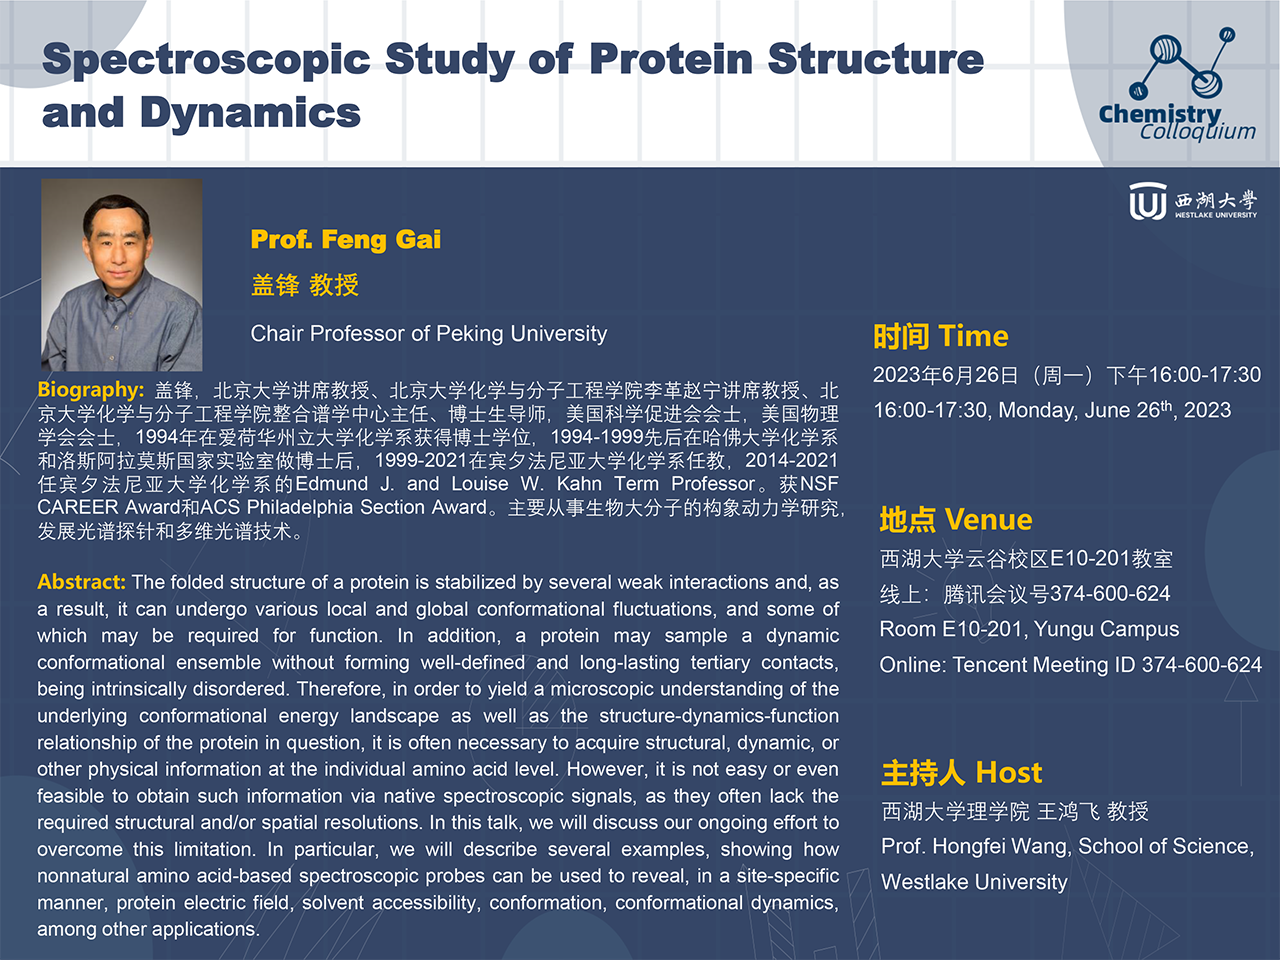 Spectroscopic Study of Protein Structure
and Dynamics
Chemistry
Colloquium
西湖大学
WESTLAKE UNIVERSITY
Prof. Feng Gai
盖锋 教授
Chair Professor of Peking University
Biography: 盖锋，北京大学讲席教授、北京大学化学与分子工程学院李革赵宁讲席教授、北
京大学化学与分子工程学院整合谱学中心主任、博士生导师，美国科学促进会会士，美国物理
学会会士，1994年在爱荷华州立大学化学系获得博士学位，1994-1999先后在哈佛大学化学系
和洛斯阿拉莫斯国家实验室做博士后，1999-2021在宾夕法尼亚大学化学系任教，2014-2021
任宾夕法尼亚大学化学系的Edmund J. and Louise W. Kahn Term Professor。获NSF
CAREER Award和ACS Philadelphia Section Award。主要从事生物大分子的构象动力学研究，
发展光谱探针和多维光谱技术。
Abstract: The folded structure of a protein is stabilized by several weak interactions and, as
a result, it can undergo various local and global conformational fluctuations, and some of
which may be required for function. In addition, a protein may sample a dynamic
conformational ensemble without forming well-defined and long-lasting tertiary contacts,
being intrinsically disordered. Therefore, in order to yield a microscopic understanding of the
underlying conformational energy landscape as well as the structure-dynamics-function
relationship of the protein in question, it is often necessary to acquire structural, dynamic, or
other physical information at the individual amino acid level. However, it is not easy or even
feasible to obtain such information via native spectroscopic signals, as they often lack the
required structural and/or spatial resolutions. In this talk, we will discuss our ongoing effort to
overcome this limitation. In particular, we will describe several examples, showing how
nonnatural amino acid-based spectroscopic probes can be used to reveal, in a site-specific
manner, protein electric field, solvent accessibility, conformation, conformational dynamics,
among other applications.
时间 Time
2023年6月26日（周一）下午16:00-17:30
16:00-17:30, Monday, June 26th, 2023
地点 Venue
西湖大学云谷校区E10-201教室
线上：腾讯会议号374-600-624
Room E10-201, Yungu Campus
Online: Tencent Meeting ID 374-600-624
主持人 Host
西湖大学理学院 王鸿飞 教授
Prof. Hongfei Wang, School of Science,
Westlake University